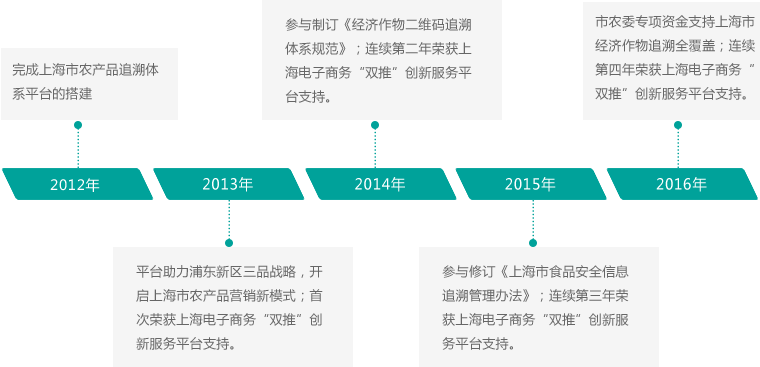 完成上海市农产品追溯体
系平台的搭建
参与制订《经济作物二维码追溯
体系规范》；连续第二年荣获上
海电子商务“双推”创新服务平
台支持。
市农委专项资金支持上海市
经济作物追溯全覆盖；连续
第四年荣获上海电子商务“
双推”创新服务平台支持。
2012年
2013年
2014年
2015年
2016年
平台助力浦东新区三品战略，开
启上海市农产品营销新模式；首
次荣获上海电子商务“双推”创
新服务平台支持。
参与修订《上海市食品安全信息
追溯管理办法》；连续第三年荣
获上海电子商务“双推”创新服
务平台支持。